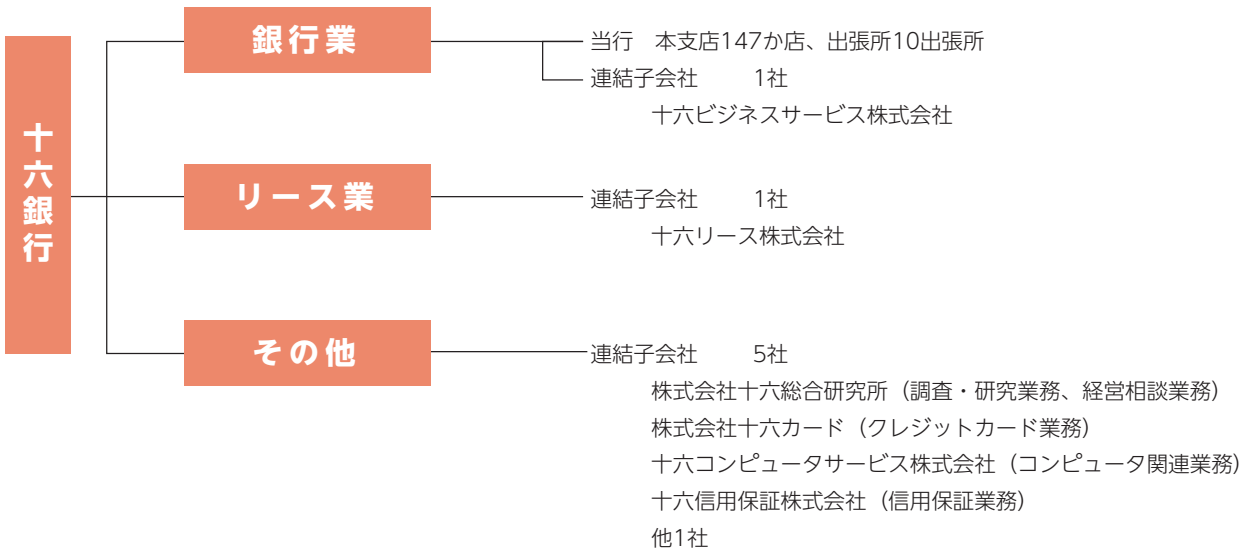 十六銀行
銀行業
当行　本支店147か店、出張所10出張所
連結子会社　　1社
十六ビジネスサービス株式会社
リース業
連結子会社　　1社
十六リース株式会社
その他
連結子会社　　5社
株式会社十六総合研究所（調査・研究業務、経営相談業務）
株式会社十六カード（クレジットカード業務）
十六コンピュータサービス株式会社（コンピュータ関連業務）
十六信用保証株式会社（信用保証業務）
他1社